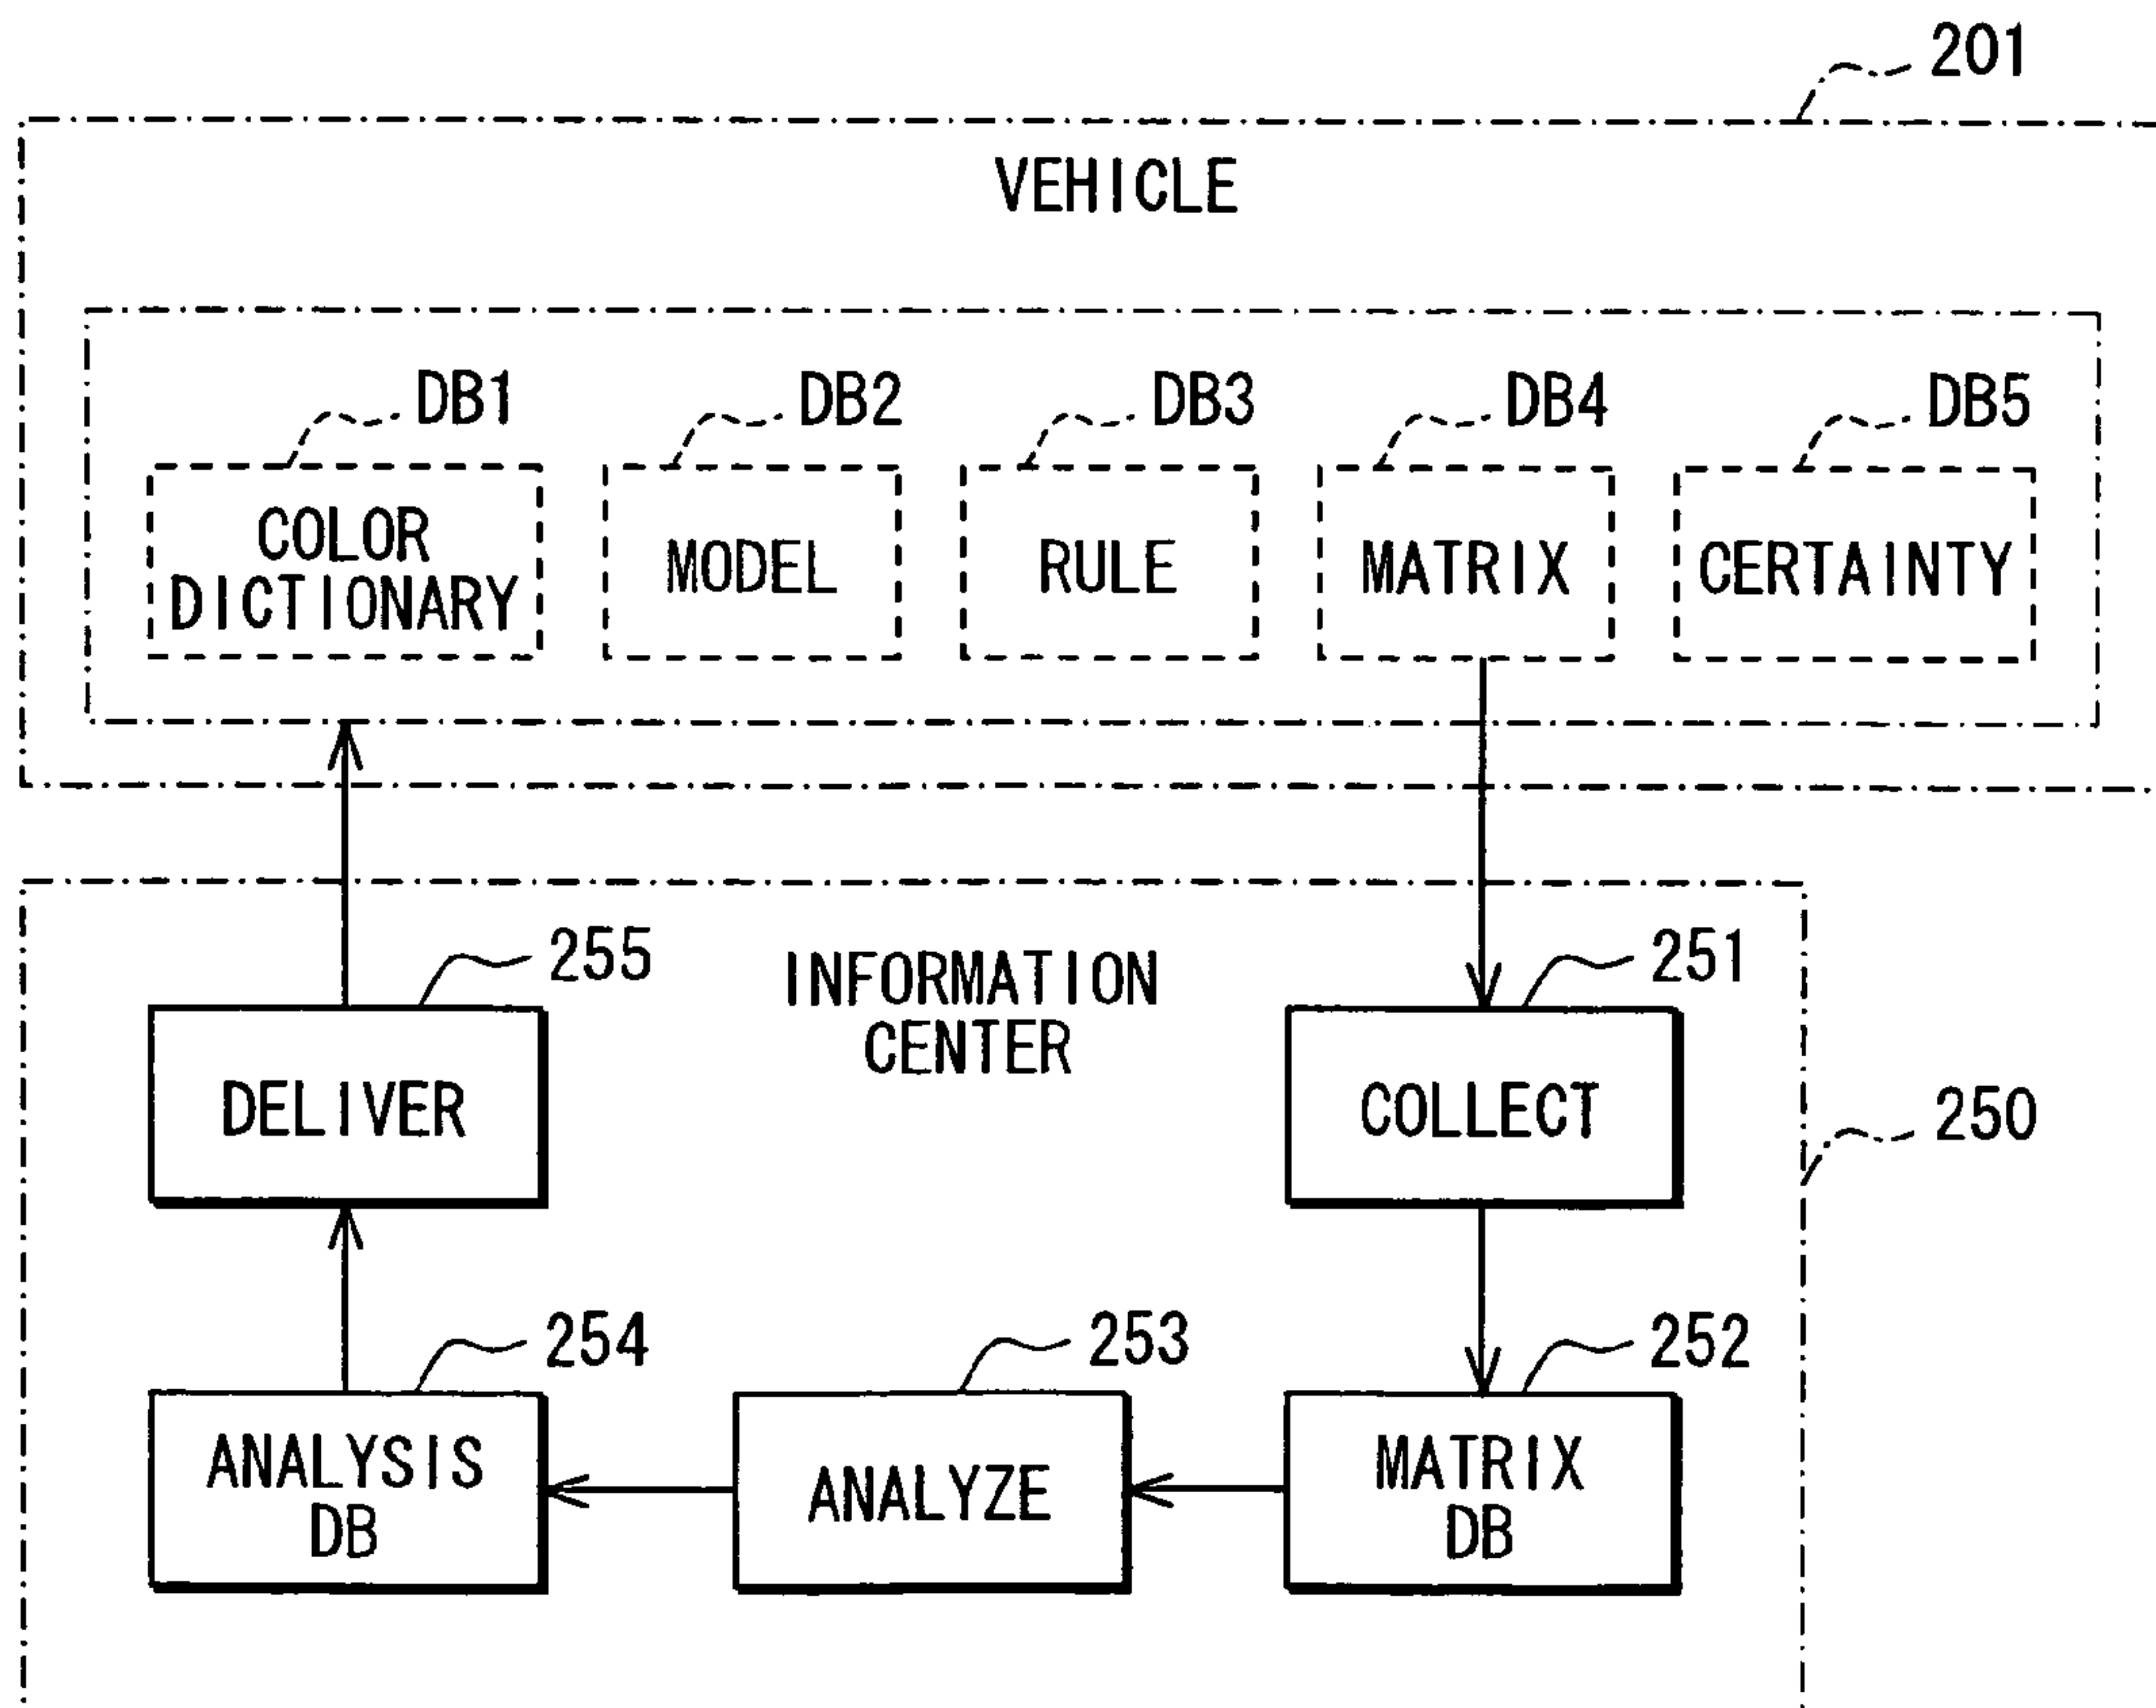 201
VEHICLE
DB1
DB2
DB3
DB4
DB5
COLOR
DICTIONARY
MODEL
RULE
MATRIX
CERTAINTY
255
INFORMATION
CENTER
251
DELIVER
COLLECT
250
254
253
252
ANALYSIS
DB
ANALYZE
MATRIX
DB